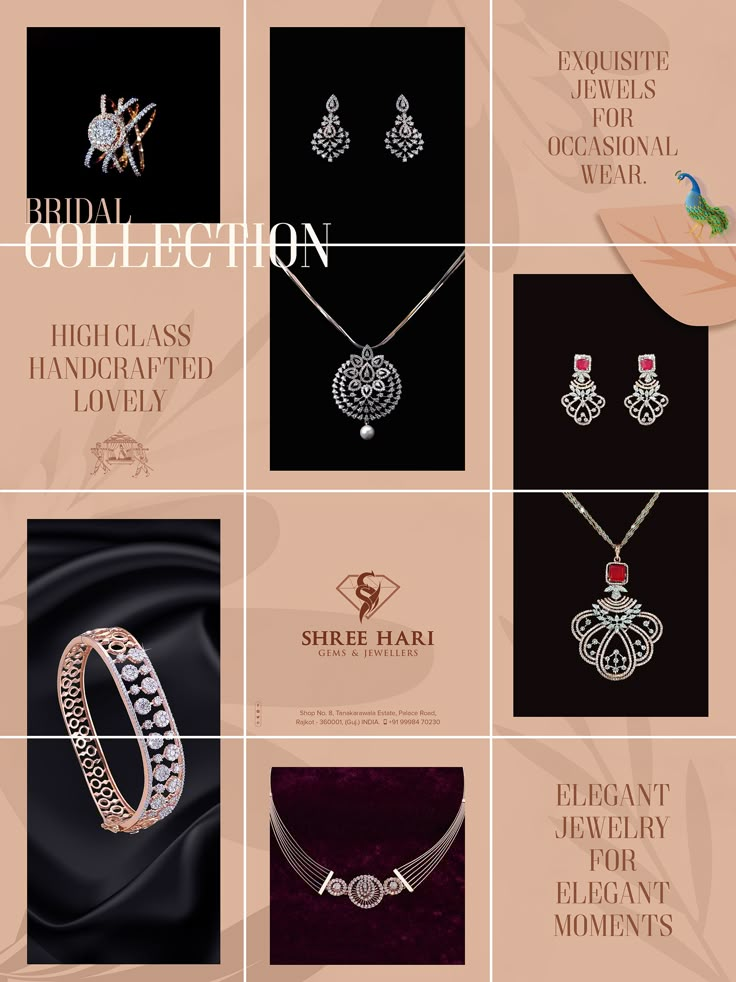 EXQUISITE
JEWELS
FOR
OCCASIONAL
WEAR.
BRIDAL
COLLECTION
HIGH CLASS
HANDCRAFTED
LOVELY
SHREE HARI
GEMS & JEWELLERS
Shop No. 8, Tanakarawala Estate, Palace Road,
Rajkot - 360001, (Guj.) INDIA. +91 99984 70230
ELEGANT
JEWELRY
FOR
ELEGANT
MOMENTS